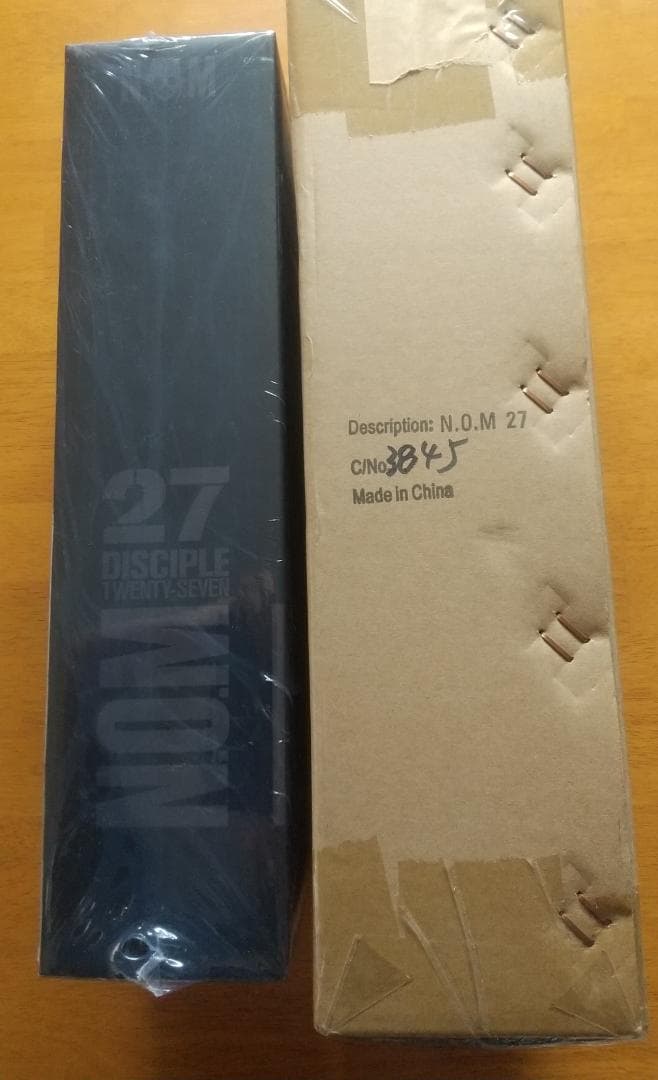 N.O.M
27
DISCIPLE
TWENTY-SEVEN
N.O.M
Description: N.O.M 27
C/No 3845
Made in China